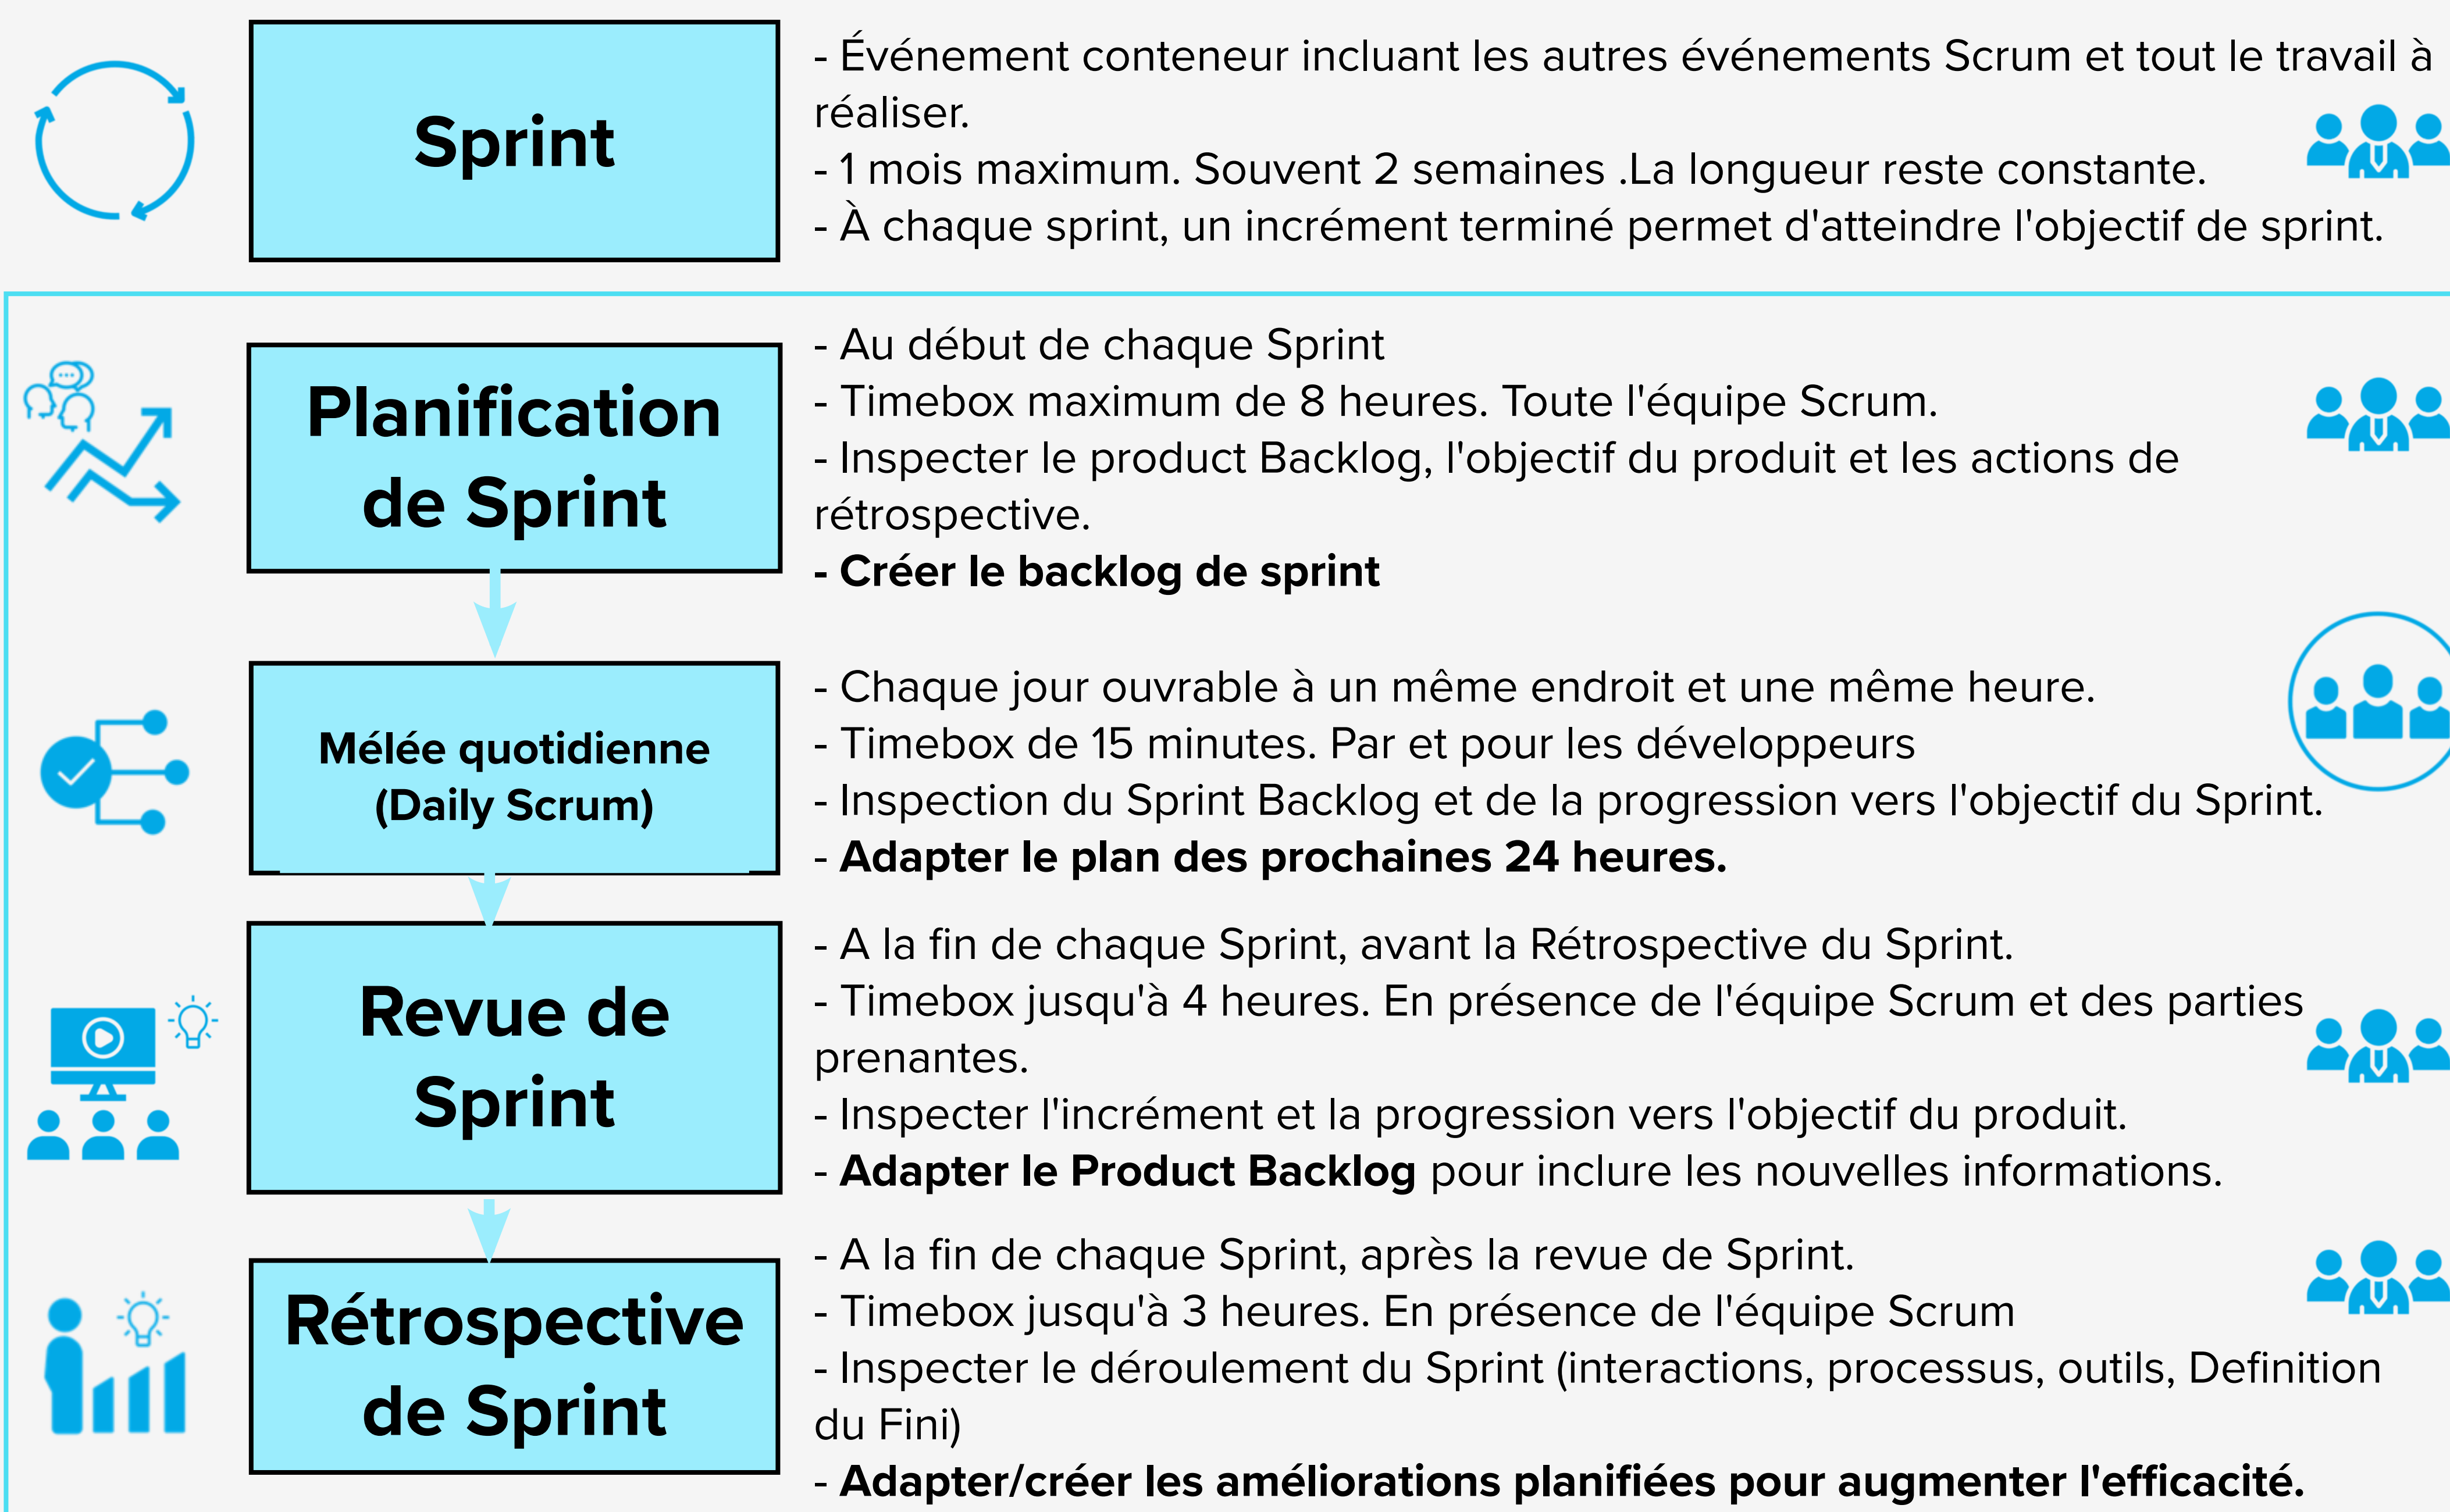 Sprint
- Événement conteneur incluant les autres événements Scrum et tout le travail à
réaliser.
- 1 mois maximum. Souvent 2 semaines .La longueur reste constante.
- À chaque sprint, un incrément terminé permet d'atteindre l'objectif de sprint.
Planification
de Sprint
- Au début de chaque Sprint
- Timebox maximum de 8 heures. Toute l'équipe Scrum.
- Inspecter le product Backlog, l'objectif du produit et les actions de
rétrospective.
- Créer le backlog de sprint
Mélée quotidienne
(Daily Scrum)
- Chaque jour ouvrable à un même endroit et une même heure.
- Timebox de 15 minutes. Par et pour les développeurs
- Inspection du Sprint Backlog et de la progression vers l'objectif du Sprint.
- Adapter le plan des prochaines 24 heures.
Revue de
Sprint
- A la fin de chaque Sprint, avant la Rétrospective du Sprint.
- Timebox jusqu'à 4 heures. En présence de l'équipe Scrum et des parties
prenantes.
- Inspecter l'incrément et la progression vers l'objectif du produit.
- Adapter le Product Backlog pour inclure les nouvelles informations.
Rétrospective
de Sprint
- A la fin de chaque Sprint, après la revue de Sprint.
- Timebox jusqu'à 3 heures. En présence de l'équipe Scrum
- Inspecter le déroulement du Sprint (interactions, processus, outils, Definition
du Fini)
- Adapter/créer les améliorations planifiées pour augmenter l'efficacité.